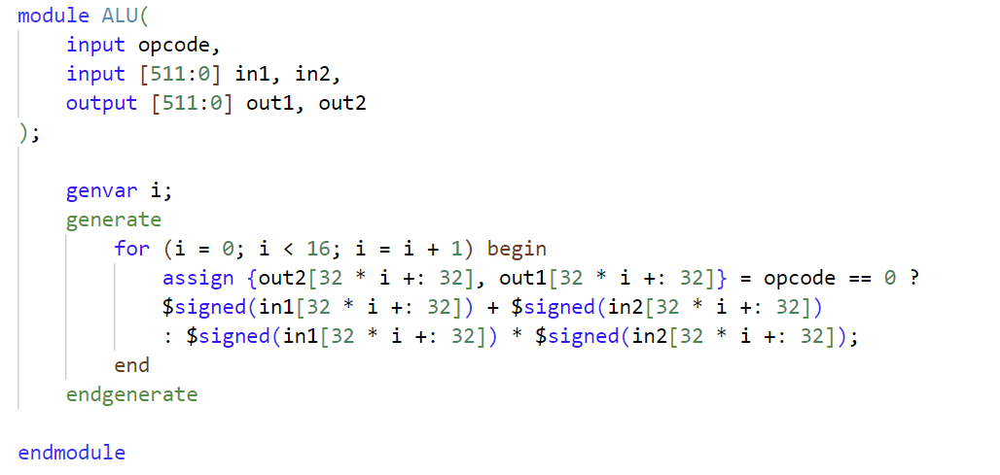 module ALU(
    input opcode,
    input [511:0] in1, in2,
    output [511:0] out1, out2
);

    genvar i;
    generate
        for (i = 0; i < 16; i = i + 1) begin
            assign {out2[32 * i +: 32], out1[32 * i +: 32]} = opcode == 0 ?
            $signed(in1[32 * i +: 32]) + $signed(in2[32 * i +: 32])
            : $signed(in1[32 * i +: 32]) * $signed(in2[32 * i +: 32]);
        end
    endgenerate

endmodule